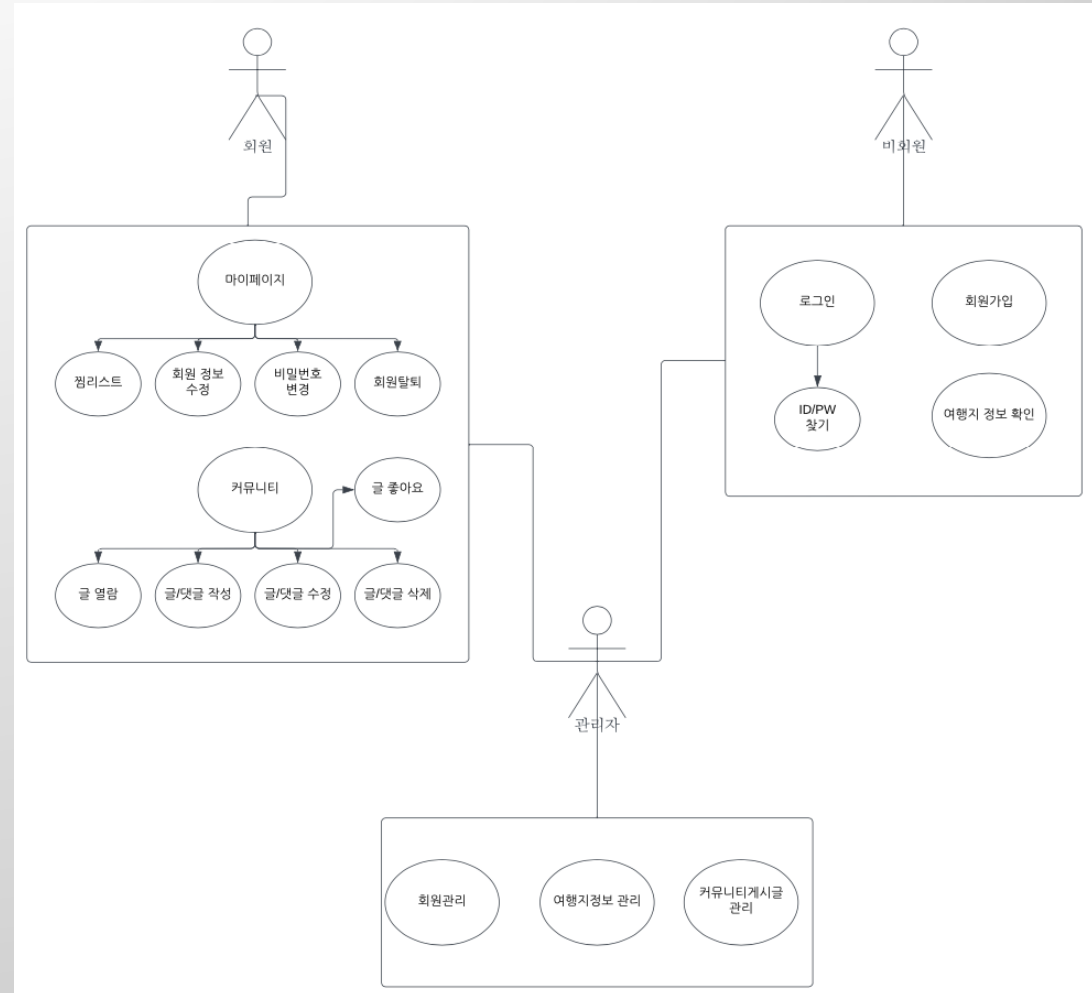 회원
비회원
마이페이지
찜리스트
회원 정보
수정
비밀번호
변경
회원탈퇴
커뮤니티
글 좋아요
글 열람
글/댓글 작성
글/댓글 수정
글/댓글 삭제
로그인
회원가입
ID/PW
찾기
여행지 정보 확인
관리자
회원관리
여행지정보 관리
커뮤니티게시글
관리